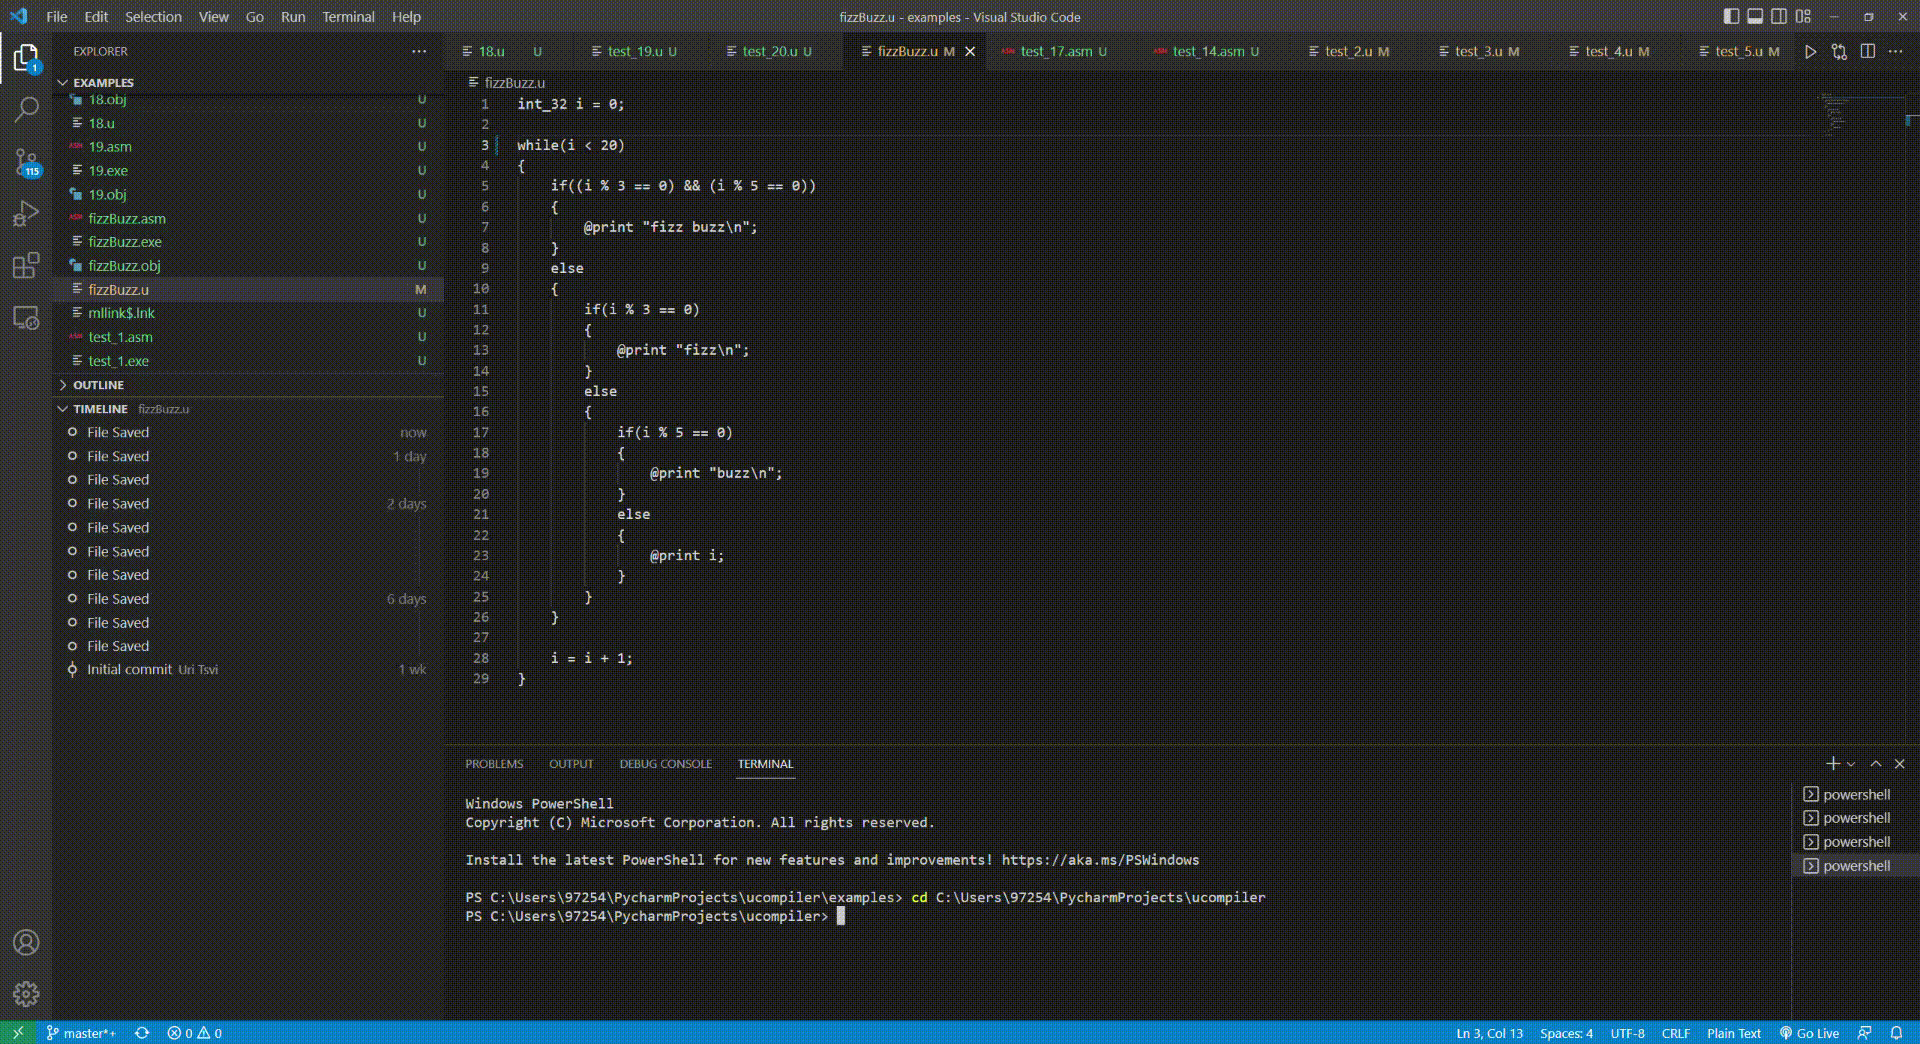 File Edit Selection View Go Run Terminal Help
fizzBuzz.u - examples - Visual Studio Code
EXPLORER
EXAMPLES
18.obj U
18.u U
19.asm U
19.exe U
19.obj U
fizzBuzz.asm U
fizzBuzz.exe U
fizzBuzz.obj U
fizzBuzz.u M
mllink$.lnk U
test_1.asm U
test_1.exe U
OUTLINE
TIMELINE fizzBuzz.u
File Saved now
File Saved 1 day
File Saved
File Saved 2 days
File Saved
File Saved
File Saved
File Saved 6 days
File Saved
File Saved
Initial commit Uri Tsvi 1 wk
1
115
18.u U test_19.u U test_20.u U fizzBuzz.u M ASM test_17.asm U ASM test_14.asm U test_2.u M test_3.u M test_4.u M test_5.u M
fizzBuzz.u
1 int_32 i = 0;
2
3 while(i < 20)
4 {
5 if((i % 3 == 0) && (i % 5 == 0))
6 {
7 @print "fizz buzz\n";
8 }
9 else
10 {
11 if(i % 3 == 0)
12 {
13 @print "fizz\n";
14 }
15 else
16 {
17 if(i % 5 == 0)
18 {
19 @print "buzz\n";
20 }
21 else
22 {
23 @print i;
24 }
25 }
26 }
27
28 i = i + 1;
29 }
PROBLEMS OUTPUT DEBUG CONSOLE TERMINAL
Windows PowerShell
Copyright (C) Microsoft Corporation. All rights reserved.
Install the latest PowerShell for new features and improvements! https://aka.ms/PSWindows
PS C:\Users\97254\PycharmProjects\ucompiler\examples> cd C:\Users\97254\PycharmProjects\ucompiler
PS C:\Users\97254\PycharmProjects\ucompiler>
powershell
powershell
powershell
powershell
master*+ 0 0
Ln 3, Col 13 Spaces: 4 UTF-8 CRLF Plain Text Go Live